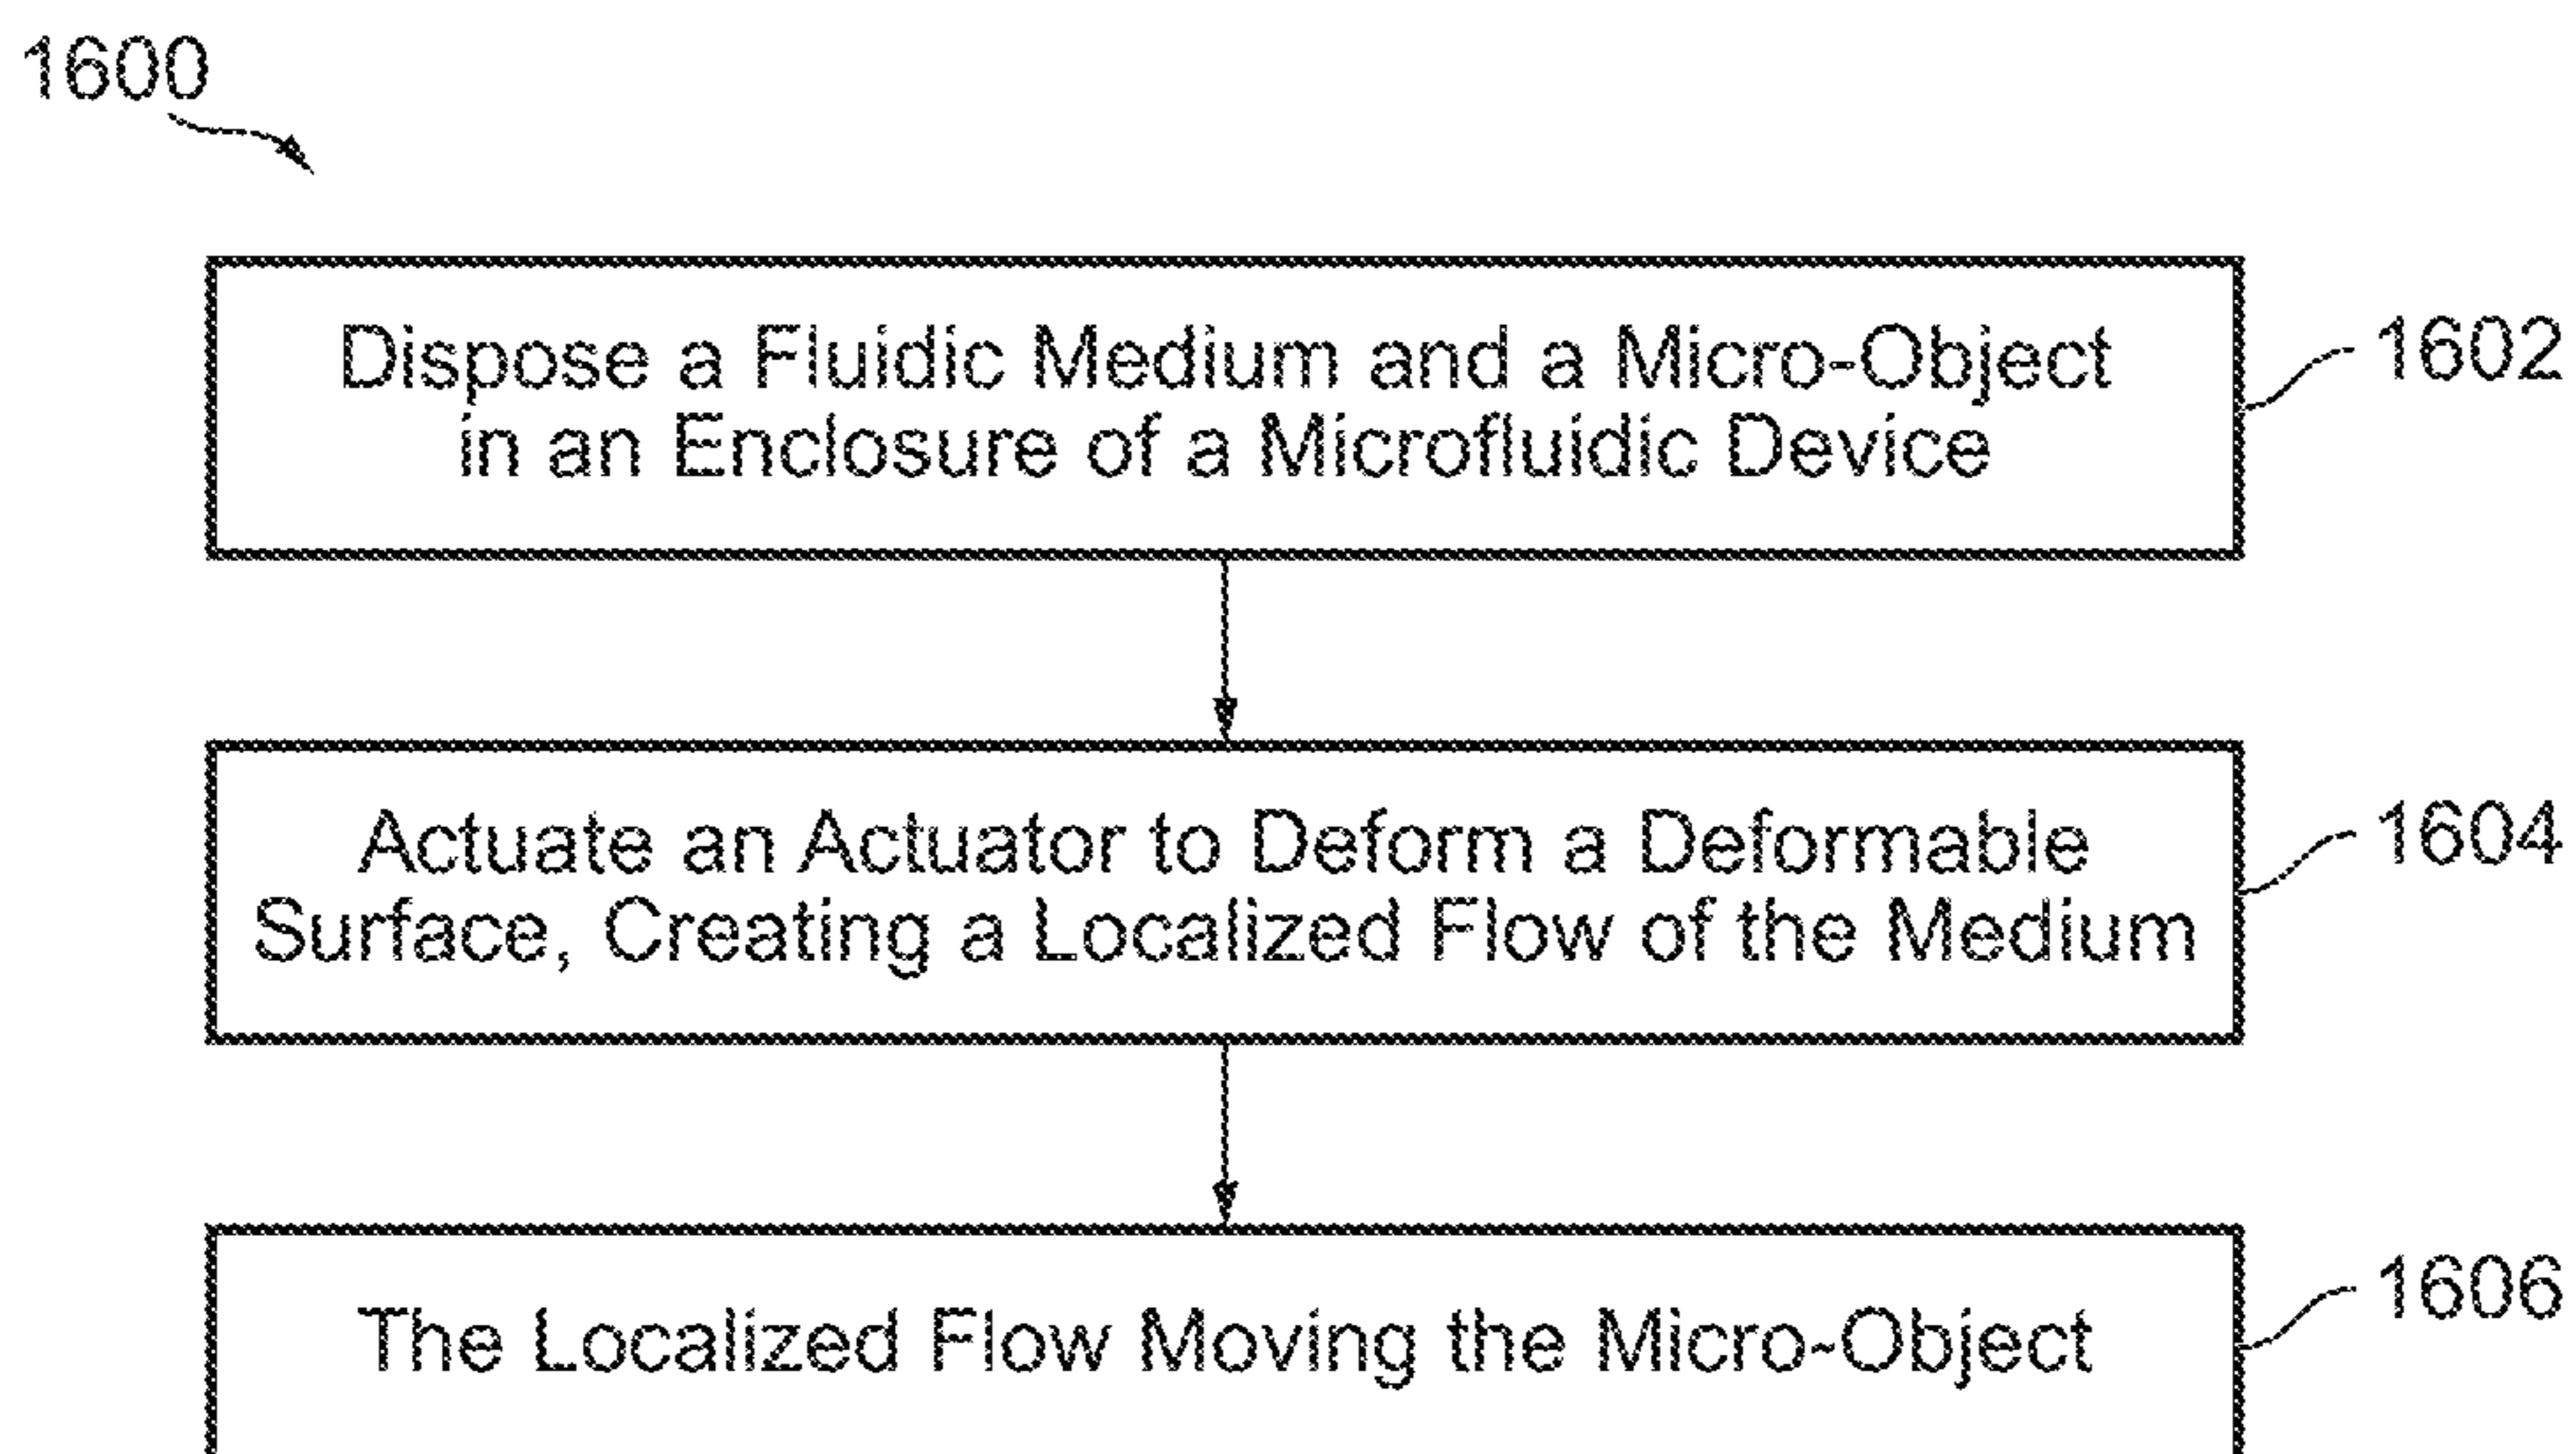 1600
Dispose a Fluidic Medium and a Micro-Object
in an Enclosure of a Microfluidic Device
1602
Actuate an Actuator to Deform a Deformable
Surface, Creating a Localized Flow of the Medium
1604
The Localized Flow Moving the Micro-Object
1606